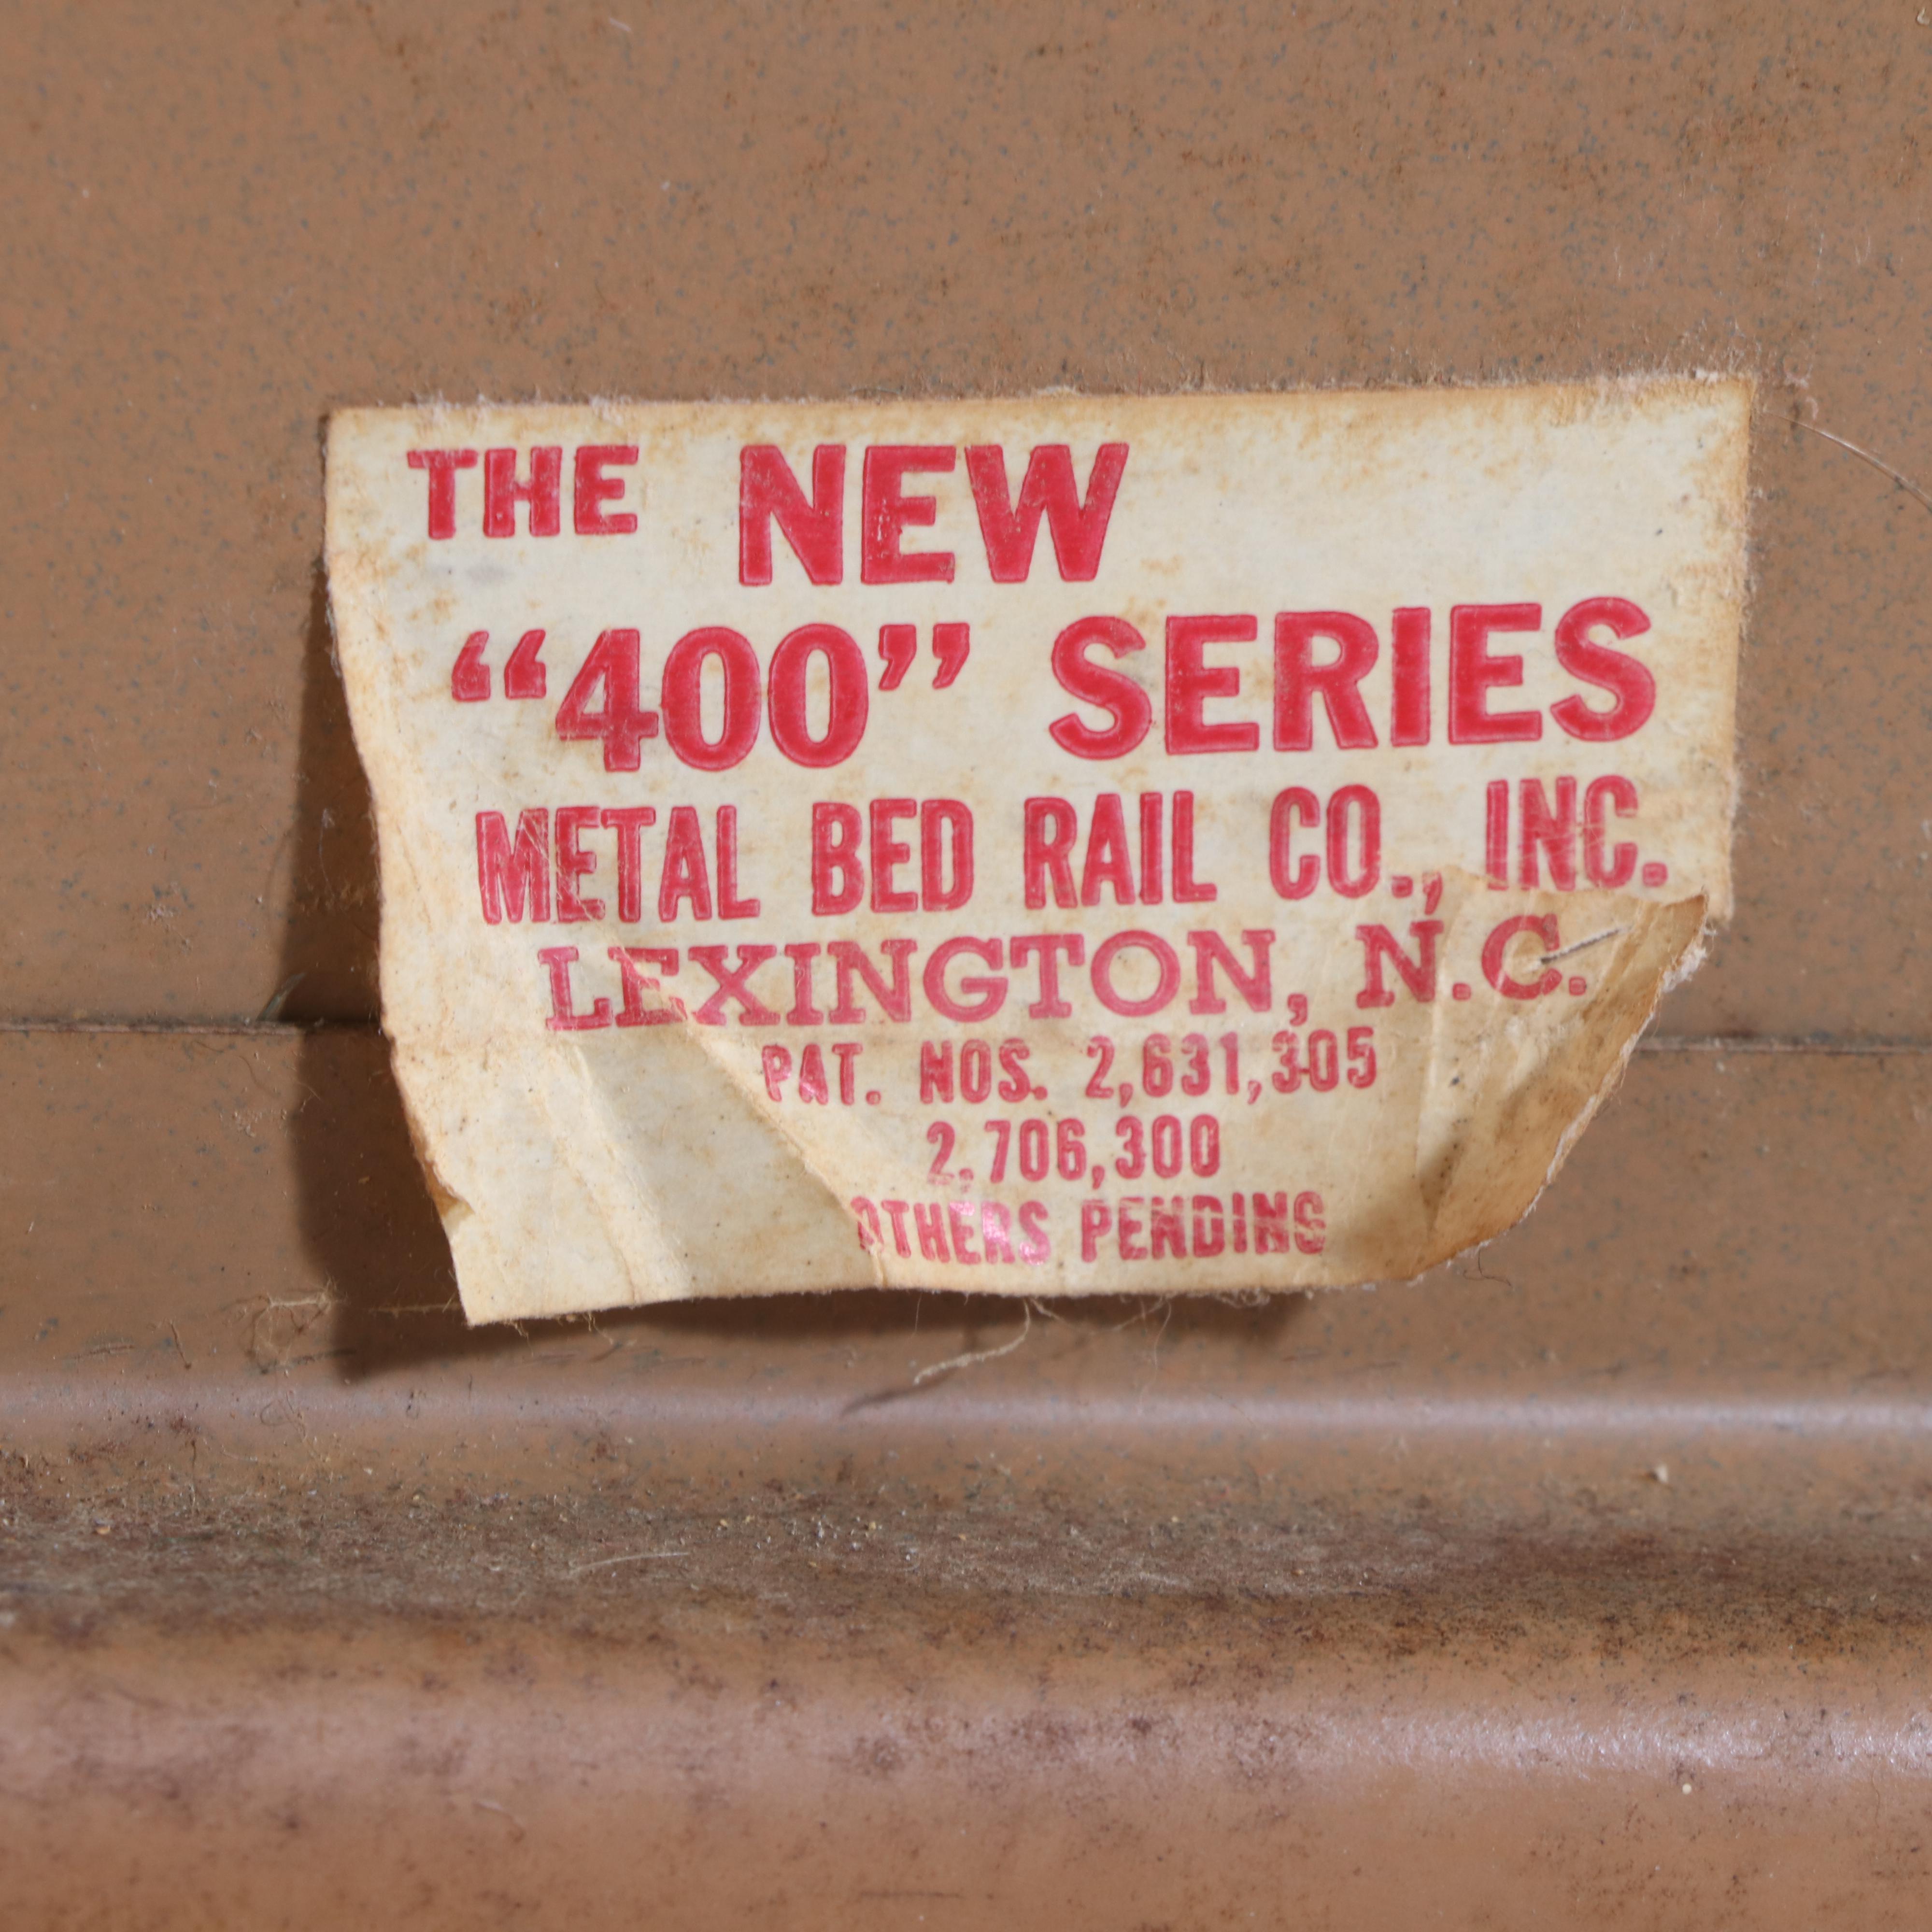 THE NEW
“400” SERIES
METAL BED RAIL CO., INC.
LEXINGTON, N.C.
PAT. NOS. 2,631,305
2,706,300
OTHERS PENDING